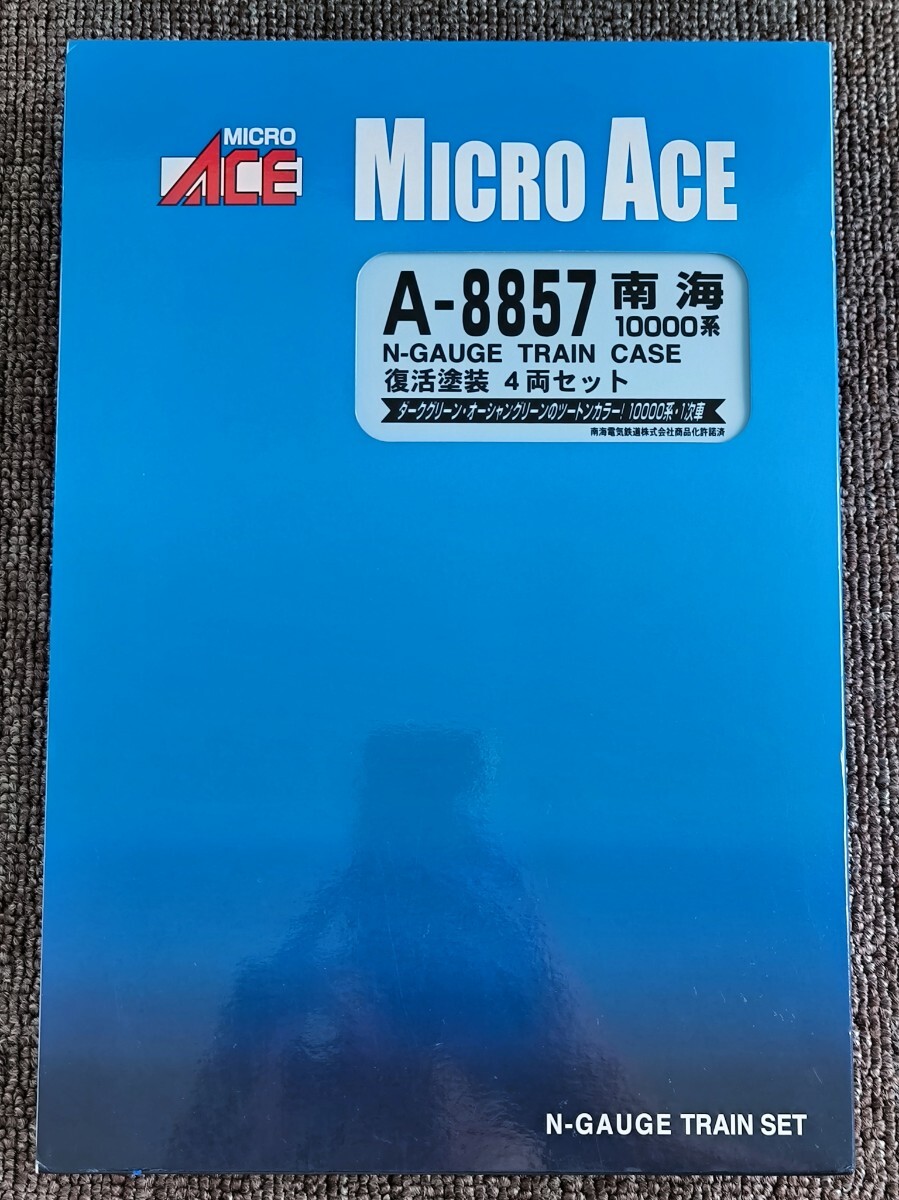 MICRO
ACE
MICRO ACE
A-8857 南海
10000系
N-GAUGE TRAIN CASE
復活塗装 4両セット
ダークグリーン・オーシャングリーンのツートンカラー! 10000系・1次車
南海電気鉄道株式会社商品化許諾済
N-GAUGE TRAIN SET